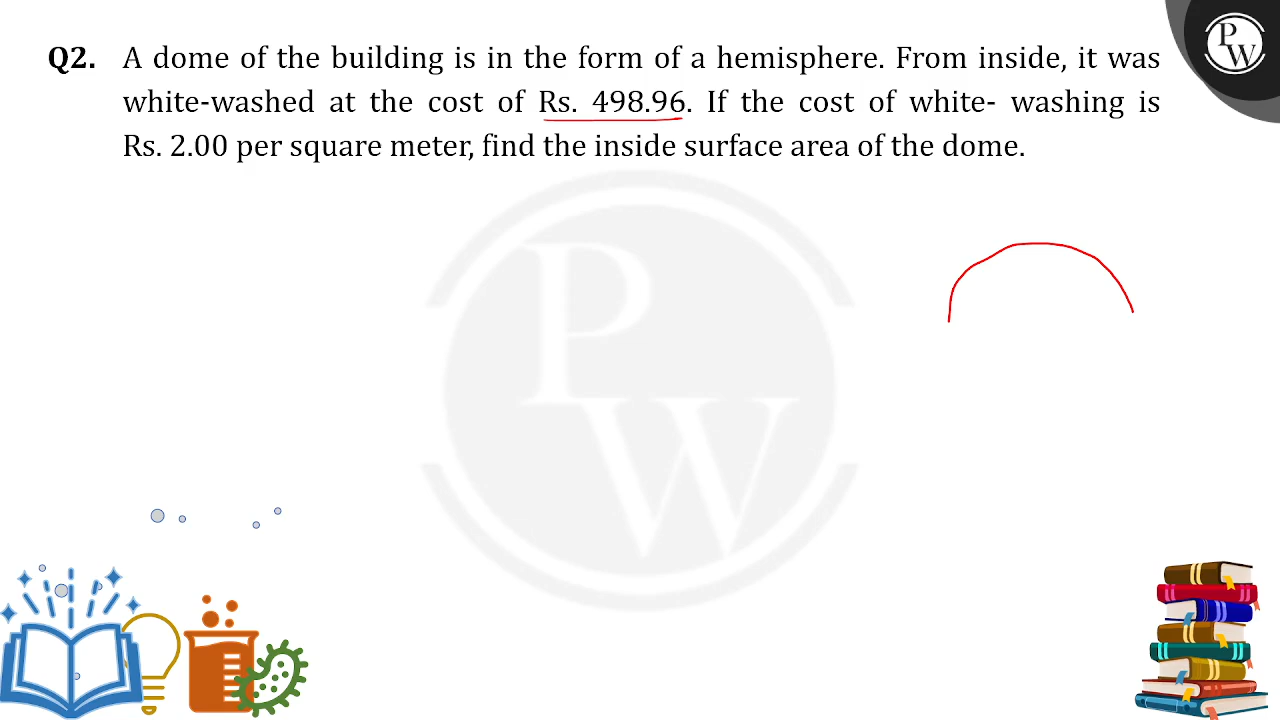 Q2. A dome of the building is in the form of a hemisphere. From inside, it was
white-washed at the cost of Rs. 498.96. If the cost of white- washing is
Rs. 2.00 per square meter, find the inside surface area of the dome.
PW
PW